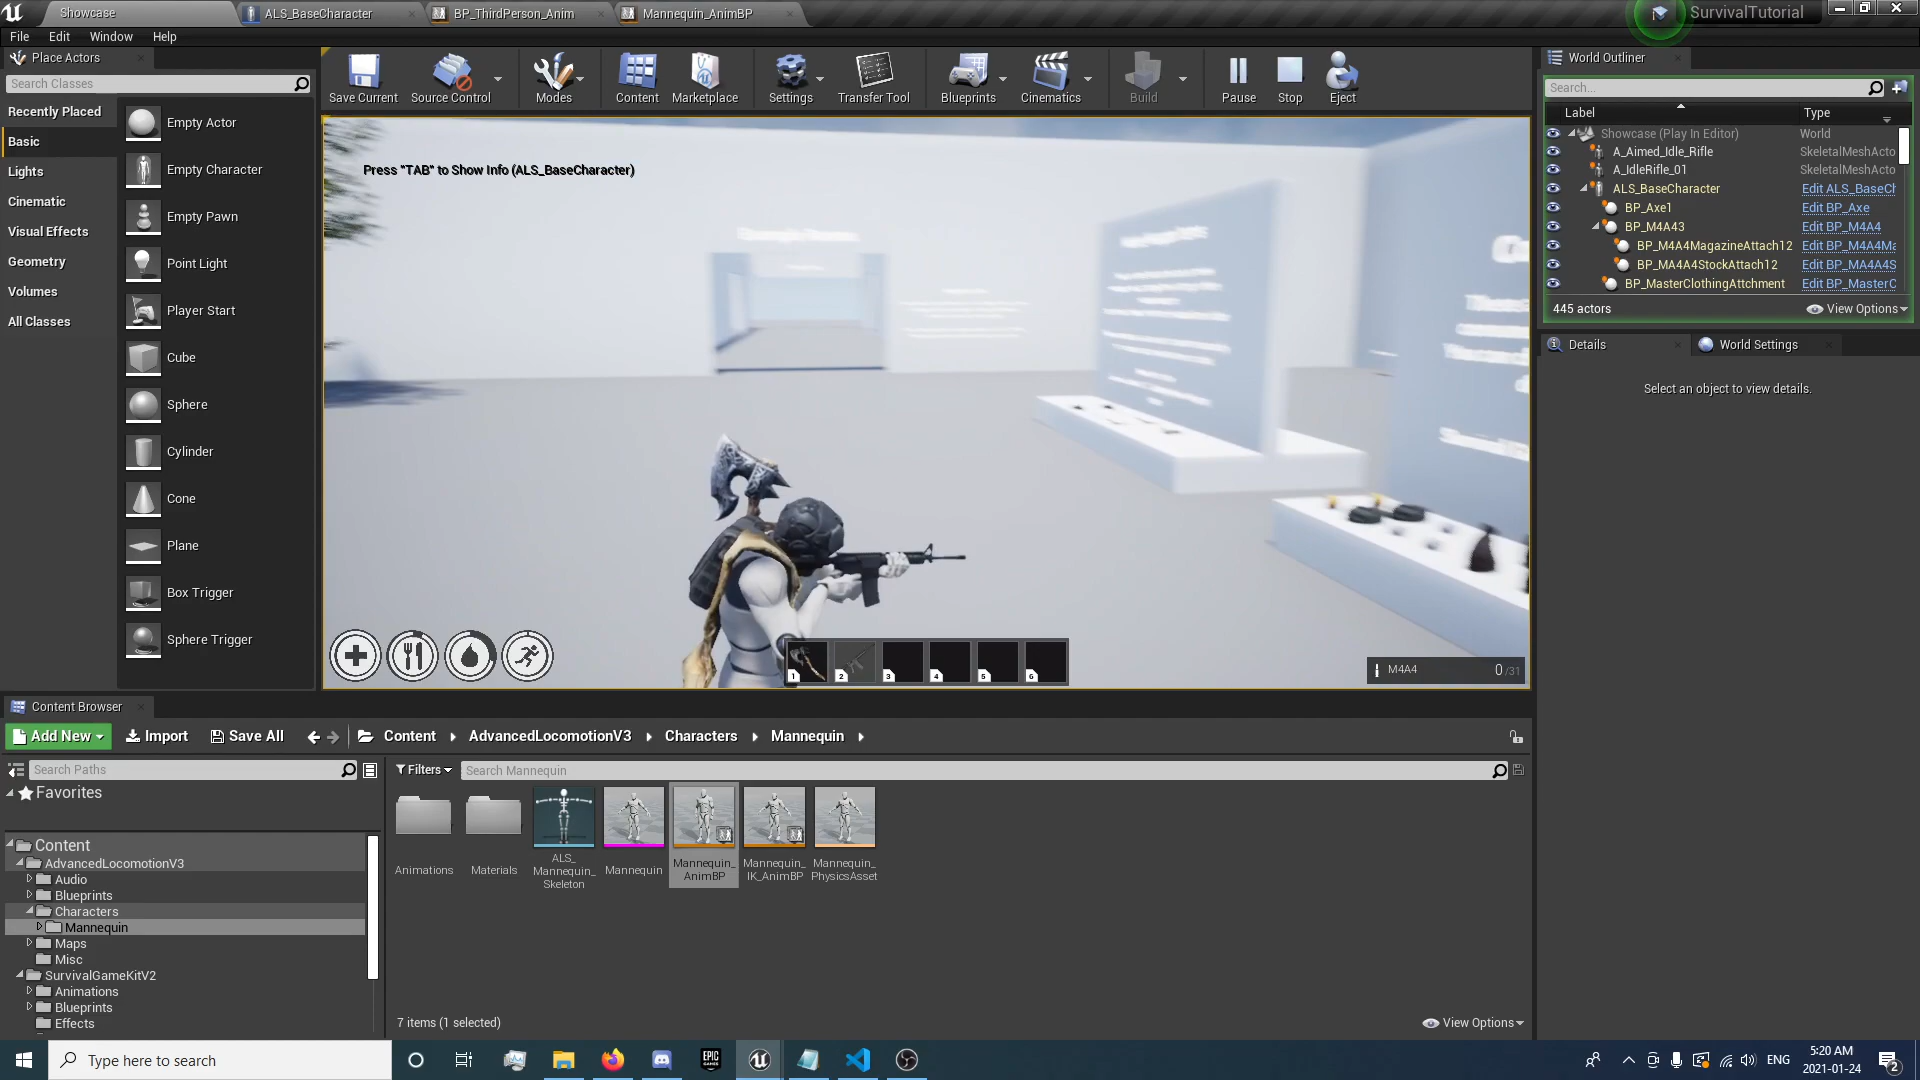 Showcase
ALS_BaseCharacter
BP_ThirdPerson_Anim
Mannequin_AnimBP
SurvivalTutorial
File Edit Window Help
Place Actors
Search Classes
Recently Placed
Basic
Lights
Cinematic
Visual Effects
Geometry
Volumes
All Classes
Empty Actor
Empty Character
Empty Pawn
Point Light
Player Start
Cube
Sphere
Cylinder
Cone
Plane
Box Trigger
Sphere Trigger
Save Current
Source Control
Modes
Content
Marketplace
Settings
Transfer Tool
Blueprints
Cinematics
Build
Pause
Stop
Eject
Press "TAB" to Show Info (ALS_BaseCharacter)
1 2 3 4 5 6
M4A4 0/31
World Outliner
Search...
Label Type
Showcase (Play In Editor) World
A_Aimed_Idle_Rifle SkeletalMeshActo
A_IdleRifle_01 SkeletalMeshActo
ALS_BaseCharacter Edit ALS_BaseCh
BP_Axe1 Edit BP_Axe
BP_M4A43 Edit BP_M4A4
BP_M4A4MagazineAttach12 Edit BP_M4A4Ma
BP_MA4A4StockAttach12 Edit BP_MA4A4S
BP_MasterClothingAttchment Edit BP_MasterC
445 actors View Options
Details
World Settings
Select an object to view details.
Content Browser
Add New Import Save All Content AdvancedLocomotionV3 Characters Mannequin
Search Paths
Favorites
Content
AdvancedLocomotionV3
Audio
Blueprints
Characters
Mannequin
Maps
Misc
SurvivalGameKitV2
Animations
Blueprints
Effects
Filters Search Mannequin
Animations
Materials
ALS_
Mannequin_
Skeleton
Mannequin
Mannequin_
AnimBP
Mannequin_
IK_AnimBP
Mannequin_
PhysicsAsset
7 items (1 selected) View Options
Type here to search
EPIC
GAMES
ENG
5:20 AM
2021-01-24
2